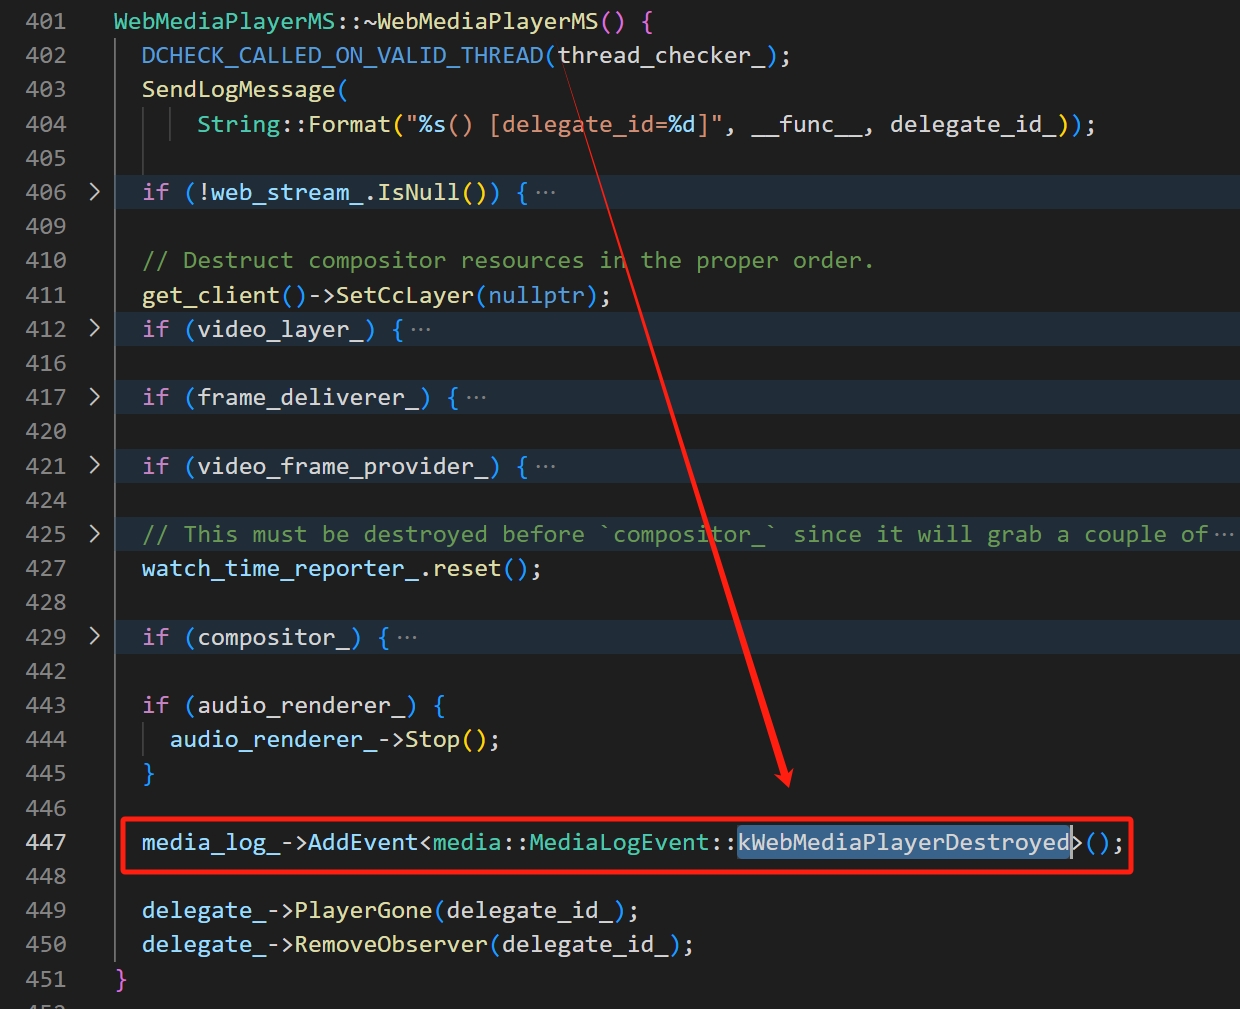 401 WebMediaPlayerMS::~WebMediaPlayerMS() {
402 DCHECK_CALLED_ON_VALID_THREAD(thread_checker_);
403 SendLogMessage(
404 String::Format("%s() [delegate_id=%d]", __func__, delegate_id_));
405
406 if (!web_stream_.IsNull()) { ···
409
410 // Destruct compositor resources in the proper order.
411 get_client()->SetCcLayer(nullptr);
412 if (video_layer_) { ···
416
417 if (frame_deliverer_) { ···
420
421 if (video_frame_provider_) { ···
424
425 // This must be destroyed before `compositor_` since it will grab a couple of ···
427 watch_time_reporter_.reset();
428
429 if (compositor_) { ···
442
443 if (audio_renderer_) {
444 audio_renderer_->Stop();
445 }
446
447 media_log_->AddEvent<media::MediaLogEvent::kWebMediaPlayerDestroyed>();
448
449 delegate_->PlayerGone(delegate_id_);
450 delegate_->RemoveObserver(delegate_id_);
451 }